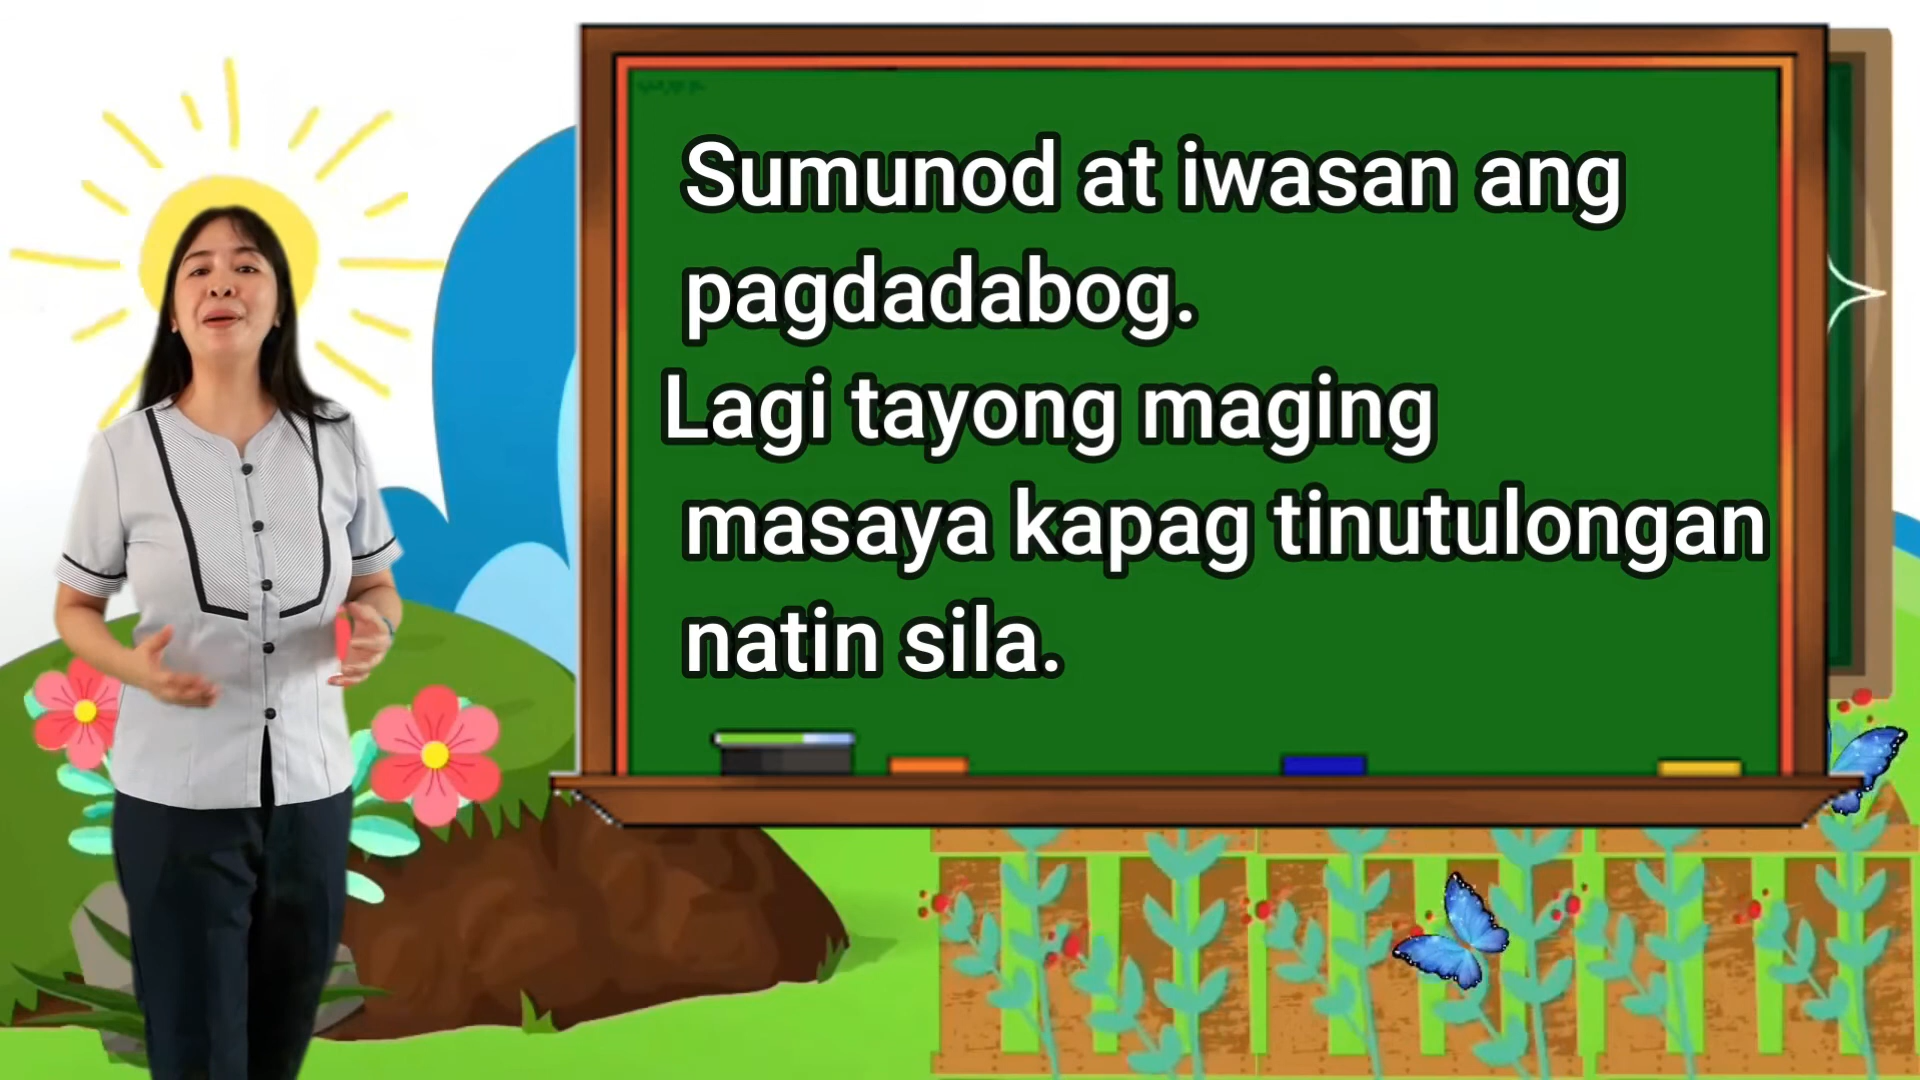 Sumunod at iwasan ang
pagdadabog.
Lagi tayong maging
masaya kapag tinutulongan
natin sila.